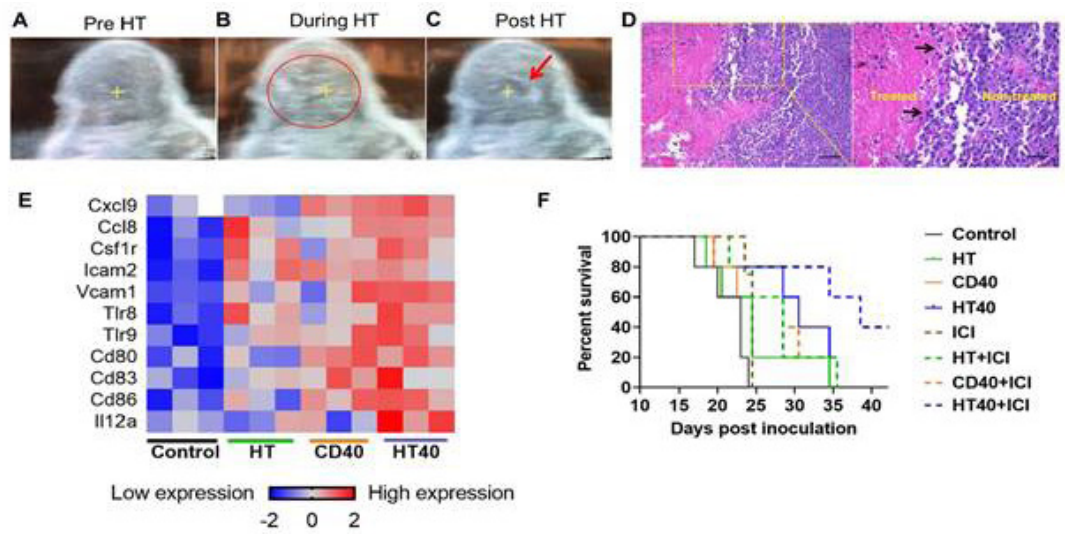 A Pre HT
B During HT
C Post HT
D
Treated
Non-treated
E
Cxcl9
Ccl8
Csf1r
Icam2
Vcam1
Tlr8
Tlr9
Cd80
Cd83
Cd86
Il12a
Control HT CD40 HT40
Low expression High expression
-2 0 2
F
Percent survival
100
80
60
40
20
0
10 15 20 25 30 35 40
Days post inoculation
Control
HT
CD40
HT40
ICI
HT+ICI
CD40+ICI
HT40+ICI